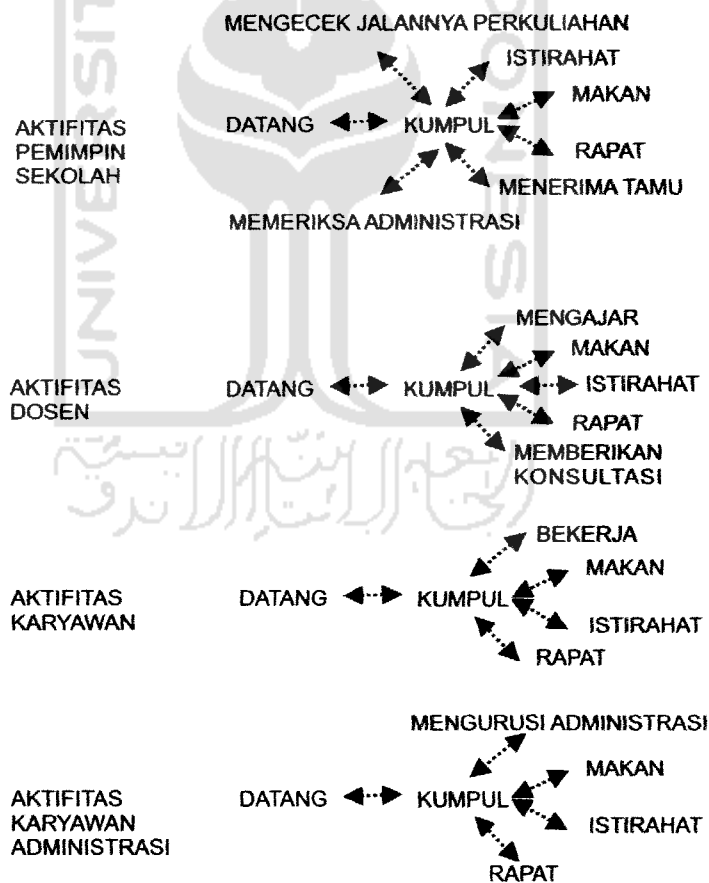 MENGECEK JALANNYA PERKULIAHAN
ISTIRAHAT
MAKAN
AKTIFITAS
PEMIMPIN
SEKOLAH
DATANG KUMPUL
RAPAT
MENERIMA TAMU
MEMERIKSA ADMINISTRASI
MENGAJAR
MAKAN
AKTIFITAS
DOSEN
DATANG KUMPUL ISTIRAHAT
RAPAT
MEMBERIKAN
KONSULTASI
BEKERJA
MAKAN
AKTIFITAS
KARYAWAN
DATANG KUMPUL
ISTIRAHAT
RAPAT
MENGURUSI ADMINISTRASI
MAKAN
AKTIFITAS
KARYAWAN
ADMINISTRASI
DATANG KUMPUL
ISTIRAHAT
RAPAT